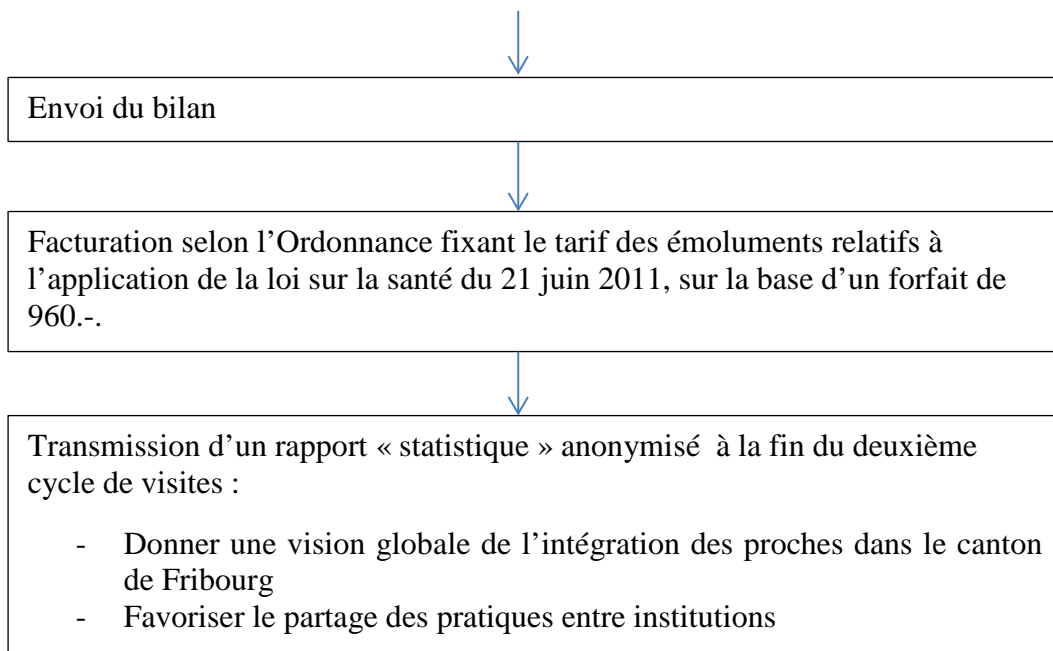 Envoi du bilan
Facturation selon l’Ordonnance fixant le tarif des émoluments relatifs à
l’application de la loi sur la santé du 21 juin 2011, sur la base d’un forfait de
960.-.
Transmission d’un rapport « statistique » anonymisé à la fin du deuxième
cycle de visites :
- Donner une vision globale de l’intégration des proches dans le canton
de Fribourg
- Favoriser le partage des pratiques entre institutions